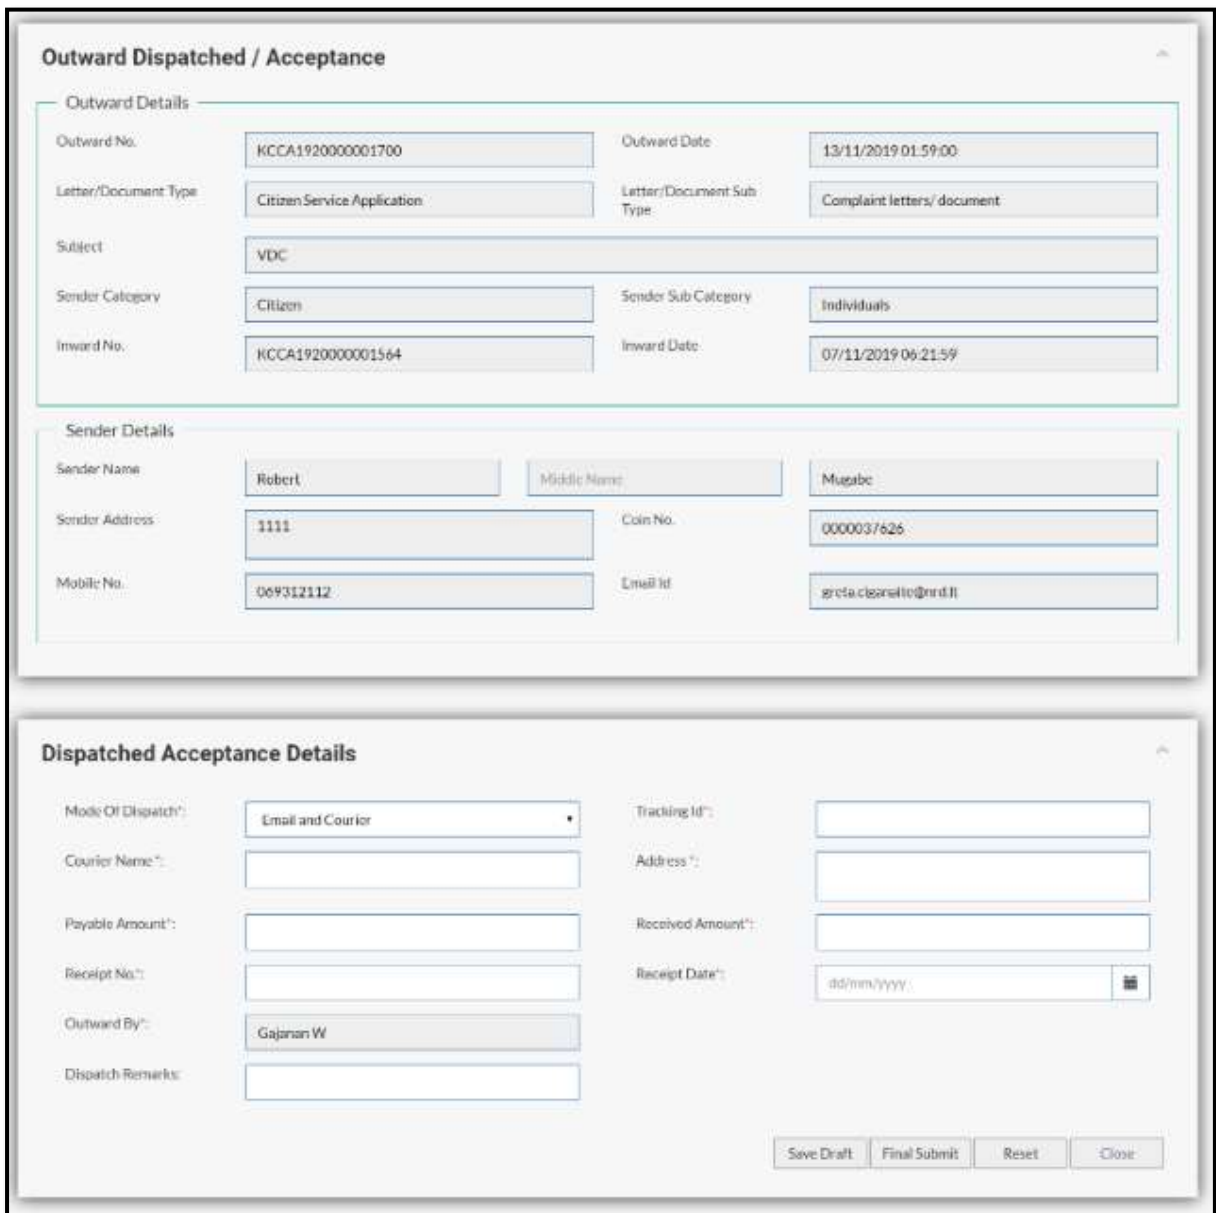 Outward Dispatched / Acceptance
Outward Details
Outward No. KCCA1920000001700 Outward Date 13/11/2019 01:59:00
Letter/Document Type Citizen Service Application Letter/Document Sub Type Complaint letters/ document
Subject VDC
Sender Category Citizen Sender Sub Category Individuals
Inward No. KCCA1920000001564 Inward Date 07/11/2019 06:21:59
Sender Details
Sender Name Robert Middle Name Mugabe
Sender Address 1111 Coin No. 0000037626
Mobile No. 069312112 Email Id greta.ciganaite@nrd.lt
Dispatched Acceptance Details
Mode Of Dispatch*: Email and Courier Tracking Id*:
Courier Name*: Address*:
Payable Amount*: Received Amount*:
Receipt No.*: Receipt Date*: dd/mm/yyyy
Outward By*: Gajanan W
Dispatch Remarks:
Save Draft Final Submit Reset Close